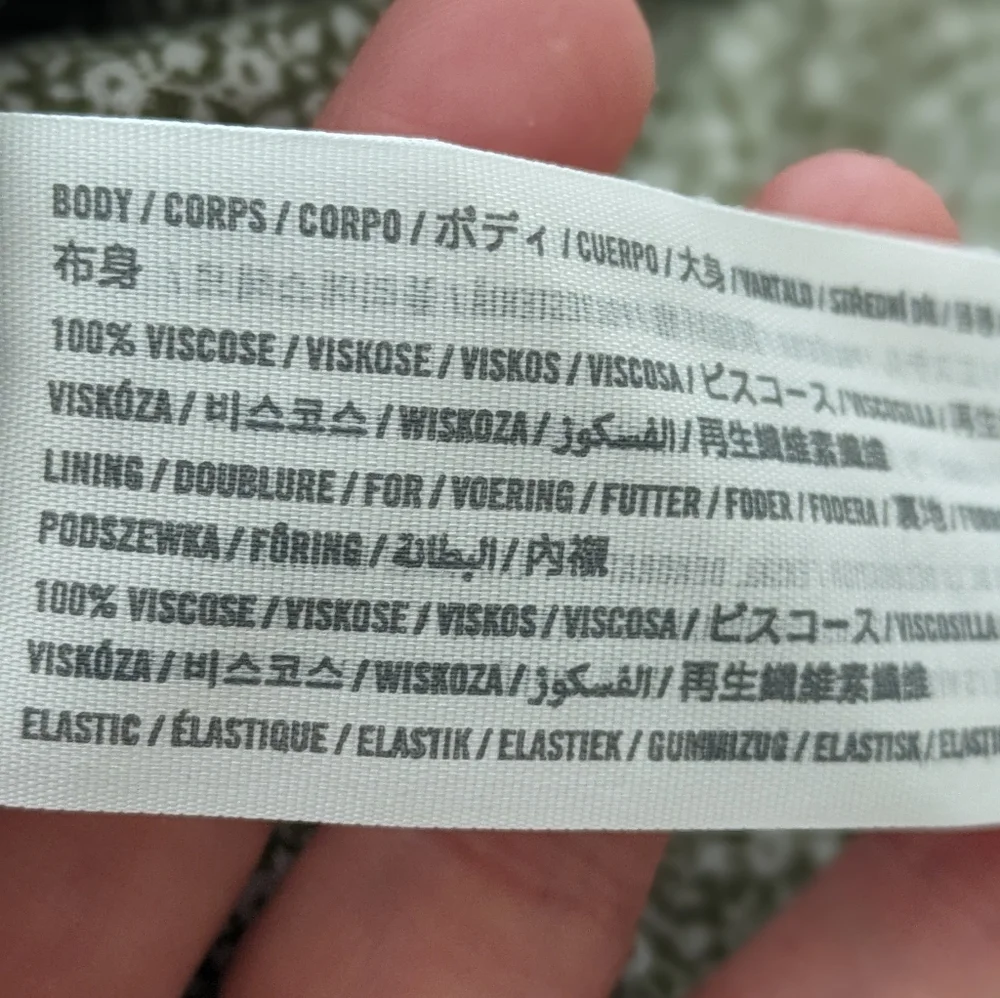 BODY / CORPS / CORPO / ボディ / CUERPO / 大身 / VARTALO / STŘEDNÍ DÍL /
布身
100% VISCOSE / VISKOSE / VISKOS / VISCOSA / ビスコース / VISCOSILLA / 再生
VISKÓZA / 비스코스 / WISKOZA / الفسكوز / 再生纖維素纖維
LINING / DOUBLURE / FOR / VOERING / FUTTER / FODER / FODERA / 裏地 /
PODSZEWKA / FÔRING / البطانة / 內襯
100% VISCOSE / VISKOSE / VISKOS / VISCOSA / ビスコース / VISCOSILLA
VISKÓZA / 비스코스 / WISKOZA / الفسكوز / 再生纖維素纖維
ELASTIC / ÉLASTIQUE / ELASTIK / ELASTIEK / GUMMIZUG / ELASTISK /